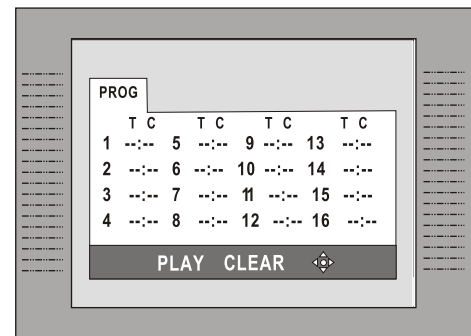 PROG
T C T C T C T C
1 --:-- 5 --:-- 9 --:-- 13 --:--
2 --:-- 6 --:-- 10 --:-- 14 --:--
3 --:-- 7 --:-- 11 --:-- 15 --:--
4 --:-- 8 --:-- 12 --:-- 16 --:--
PLAY CLEAR